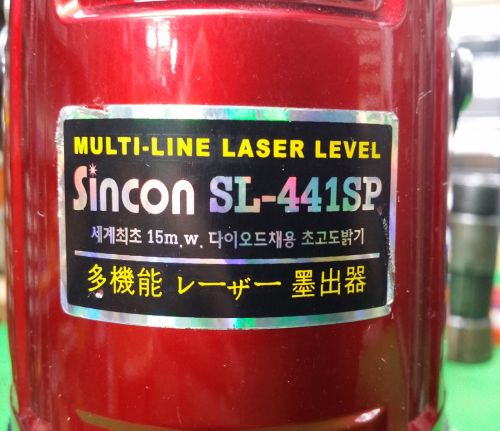 MULTI-LINE LASER LEVEL
Sincon SL-441SP
세계최초 15m.w. 다이오드채용 초고도밝기
多機能 レーザー 墨出器